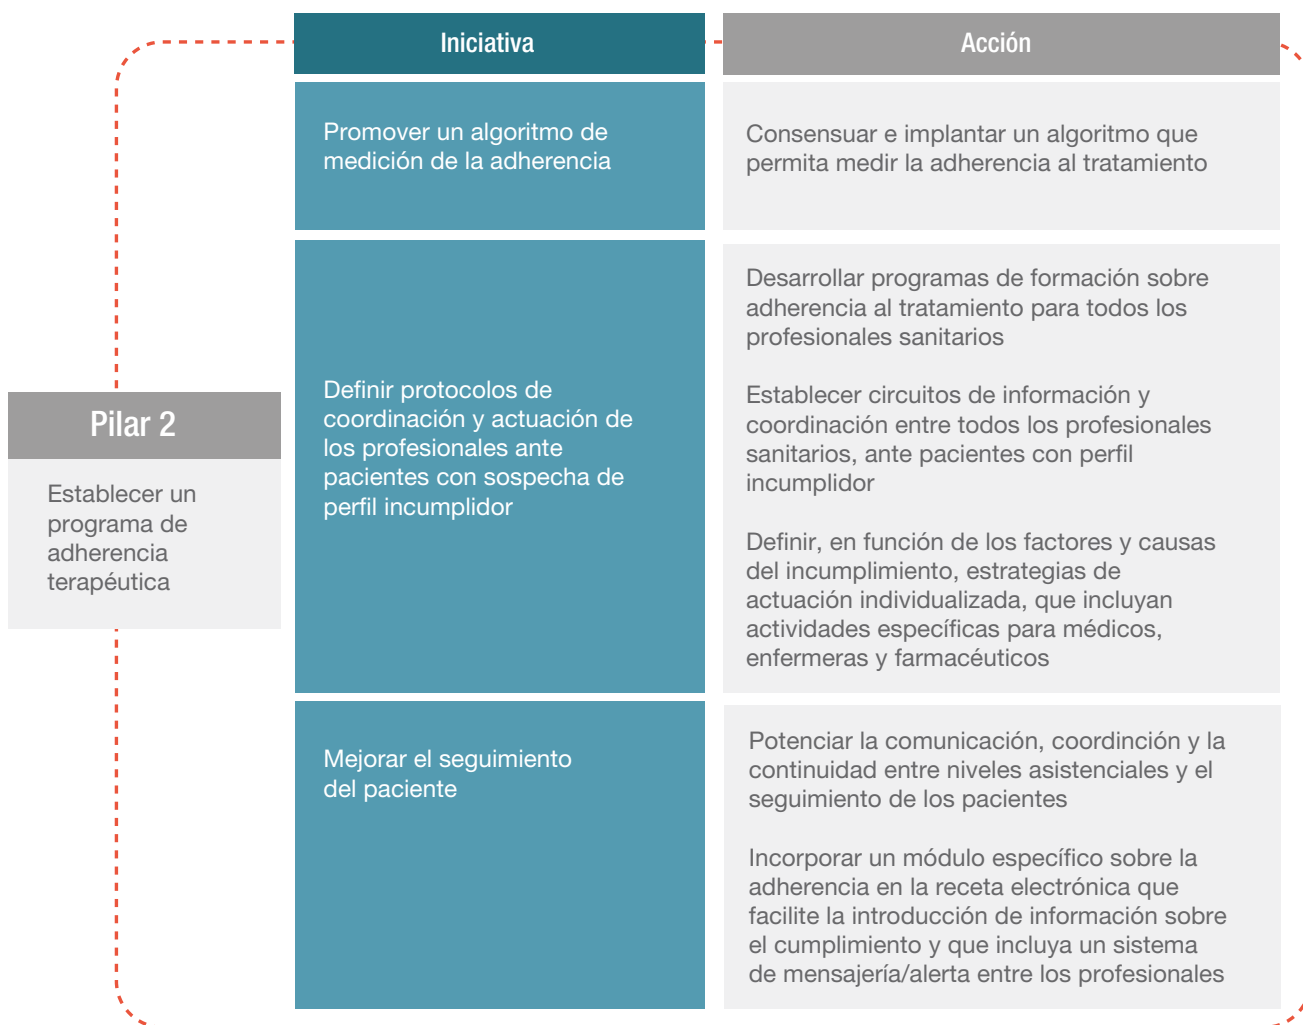 Iniciativa
Acción
Promover un algoritmo de
medición de la adherencia
Consensuar e implantar un algoritmo que
permita medir la adherencia al tratamiento
Pilar 2
Establecer un
programa de
adherencia
terapéutica
Definir protocolos de
coordinación y actuación de
los profesionales ante
pacientes con sospecha de
perfil incumplidor
Desarrollar programas de formación sobre
adherencia al tratamiento para todos los
profesionales sanitarios
Establecer circuitos de información y
coordinación entre todos los profesionales
sanitarios, ante pacientes con perfil
incumplidor
Definir, en función de los factores y causas
del incumplimiento, estrategias de
actuación individualizada, que incluyan
actividades específicas para médicos,
enfermeras y farmacéuticos
Mejorar el seguimiento
del paciente
Potenciar la comunicación, coordinción y la
continuidad entre niveles asistenciales y el
seguimiento de los pacientes
Incorporar un módulo específico sobre la
adherencia en la receta electrónica que
facilite la introducción de información sobre
el cumplimiento y que incluya un sistema
de mensajería/alerta entre los profesionales